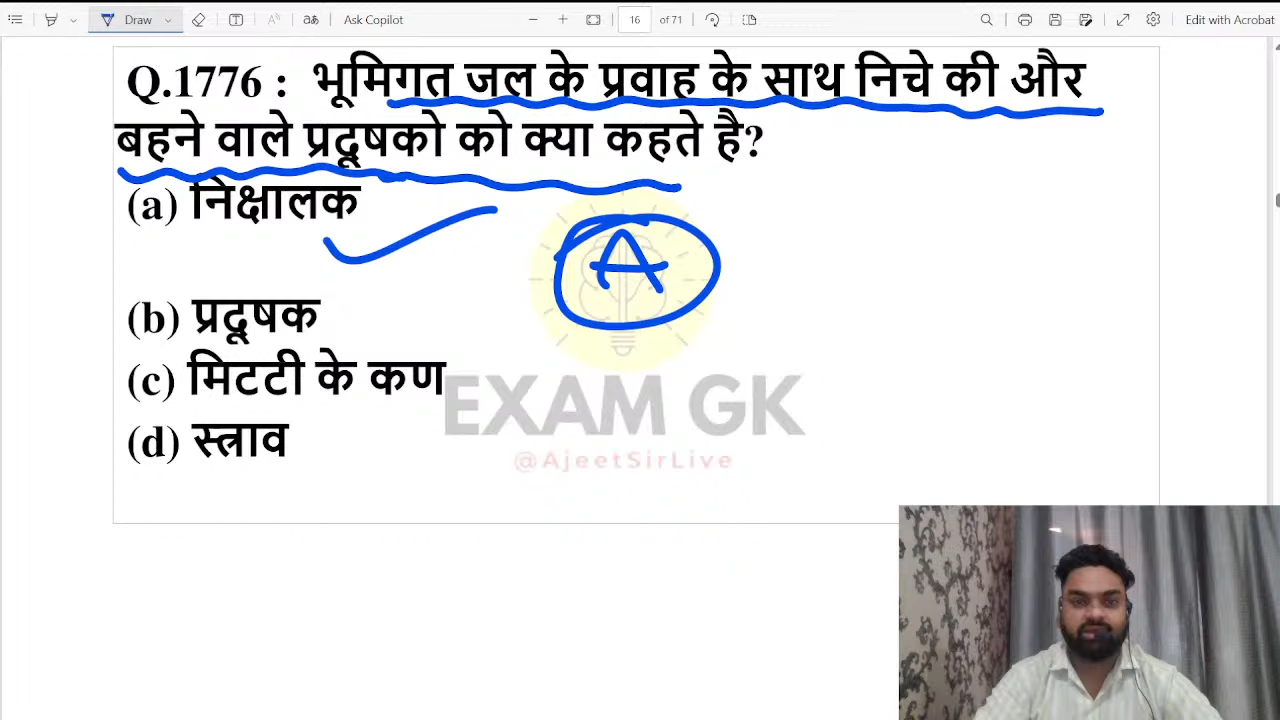 Draw
Ask Copilot
16 of 71
Edit with Acrobat
Q.1776 : भूमिगत जल के प्रवाह के साथ निचे की और
बहने वाले प्रदूषको को क्या कहते है?
(a) निक्षालक
A
(b) प्रदूषक
(c) मिटटी के कण
(d) स्त्राव
EXAM GK
@AjeetSirLive